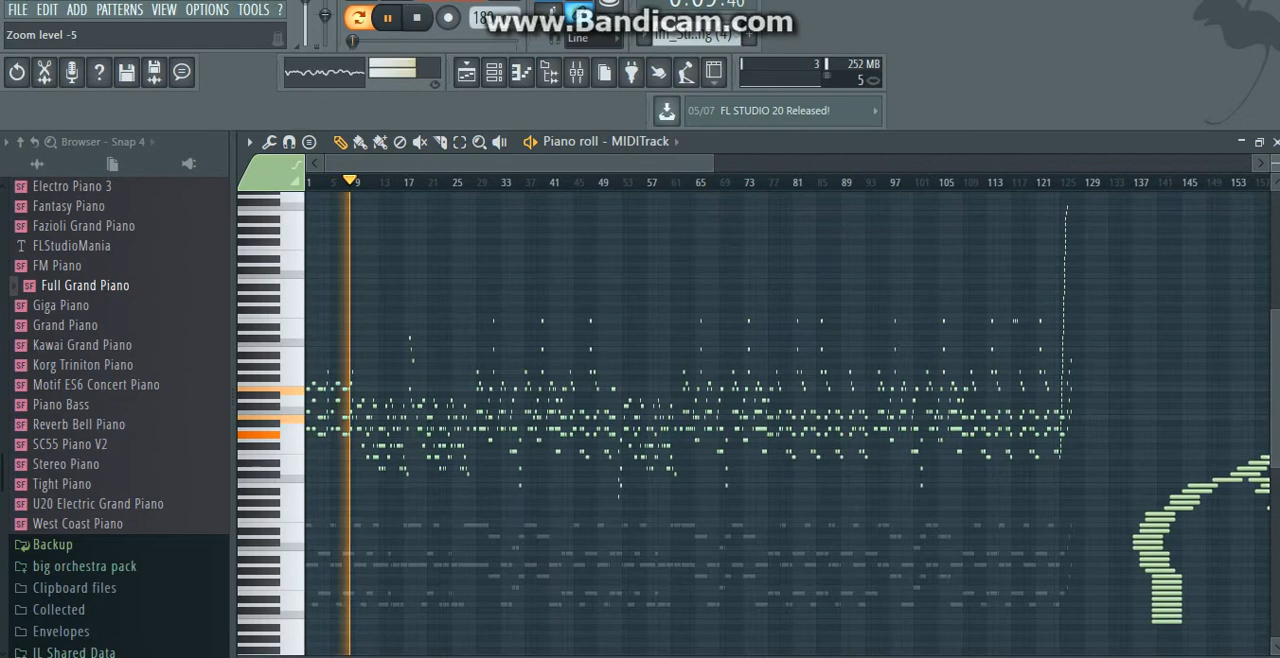 FILE EDIT ADD PATTERNS VIEW OPTIONS TOOLS ?
www.Bandicam.com
Zoom level -5
Line
3 252 MB
5
05/07 FL STUDIO 20 Released!
Browser - Snap 4
Piano roll - MIDITrack
1 5 9 13 17 21 25 29 33 37 41 45 49 53 57 61 65 69 73 77 81 85 89 93 97 101 105 109 113 117 121 125 129 133 137 141 145 149 153 157
Electro Piano 3
Fantasy Piano
Fazioli Grand Piano
FLStudioMania
FM Piano
Full Grand Piano
Giga Piano
Grand Piano
Kawai Grand Piano
Korg Triniton Piano
Motif ES6 Concert Piano
Piano Bass
Reverb Bell Piano
SC55 Piano V2
Stereo Piano
Tight Piano
U20 Electric Grand Piano
West Coast Piano
Backup
big orchestra pack
Clipboard files
Collected
Envelopes
IL Shared Data